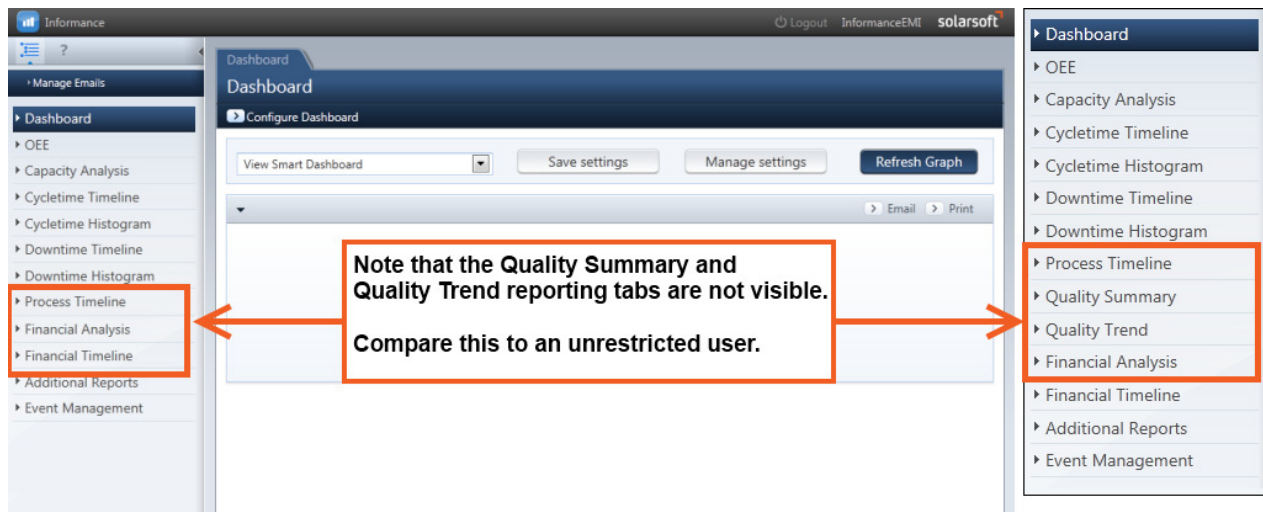 Informance
Logout InformanceEMI solarsoft
?
Manage Emails
Dashboard
OEE
Capacity Analysis
Cycletime Timeline
Cycletime Histogram
Downtime Timeline
Downtime Histogram
Process Timeline
Financial Analysis
Financial Timeline
Additional Reports
Event Management
Dashboard
Dashboard
Configure Dashboard
View Smart Dashboard Save settings Manage settings Refresh Graph
Email Print
Note that the Quality Summary and
Quality Trend reporting tabs are not visible.
Compare this to an unrestricted user.
Dashboard
OEE
Capacity Analysis
Cycletime Timeline
Cycletime Histogram
Downtime Timeline
Downtime Histogram
Process Timeline
Quality Summary
Quality Trend
Financial Analysis
Financial Timeline
Additional Reports
Event Management